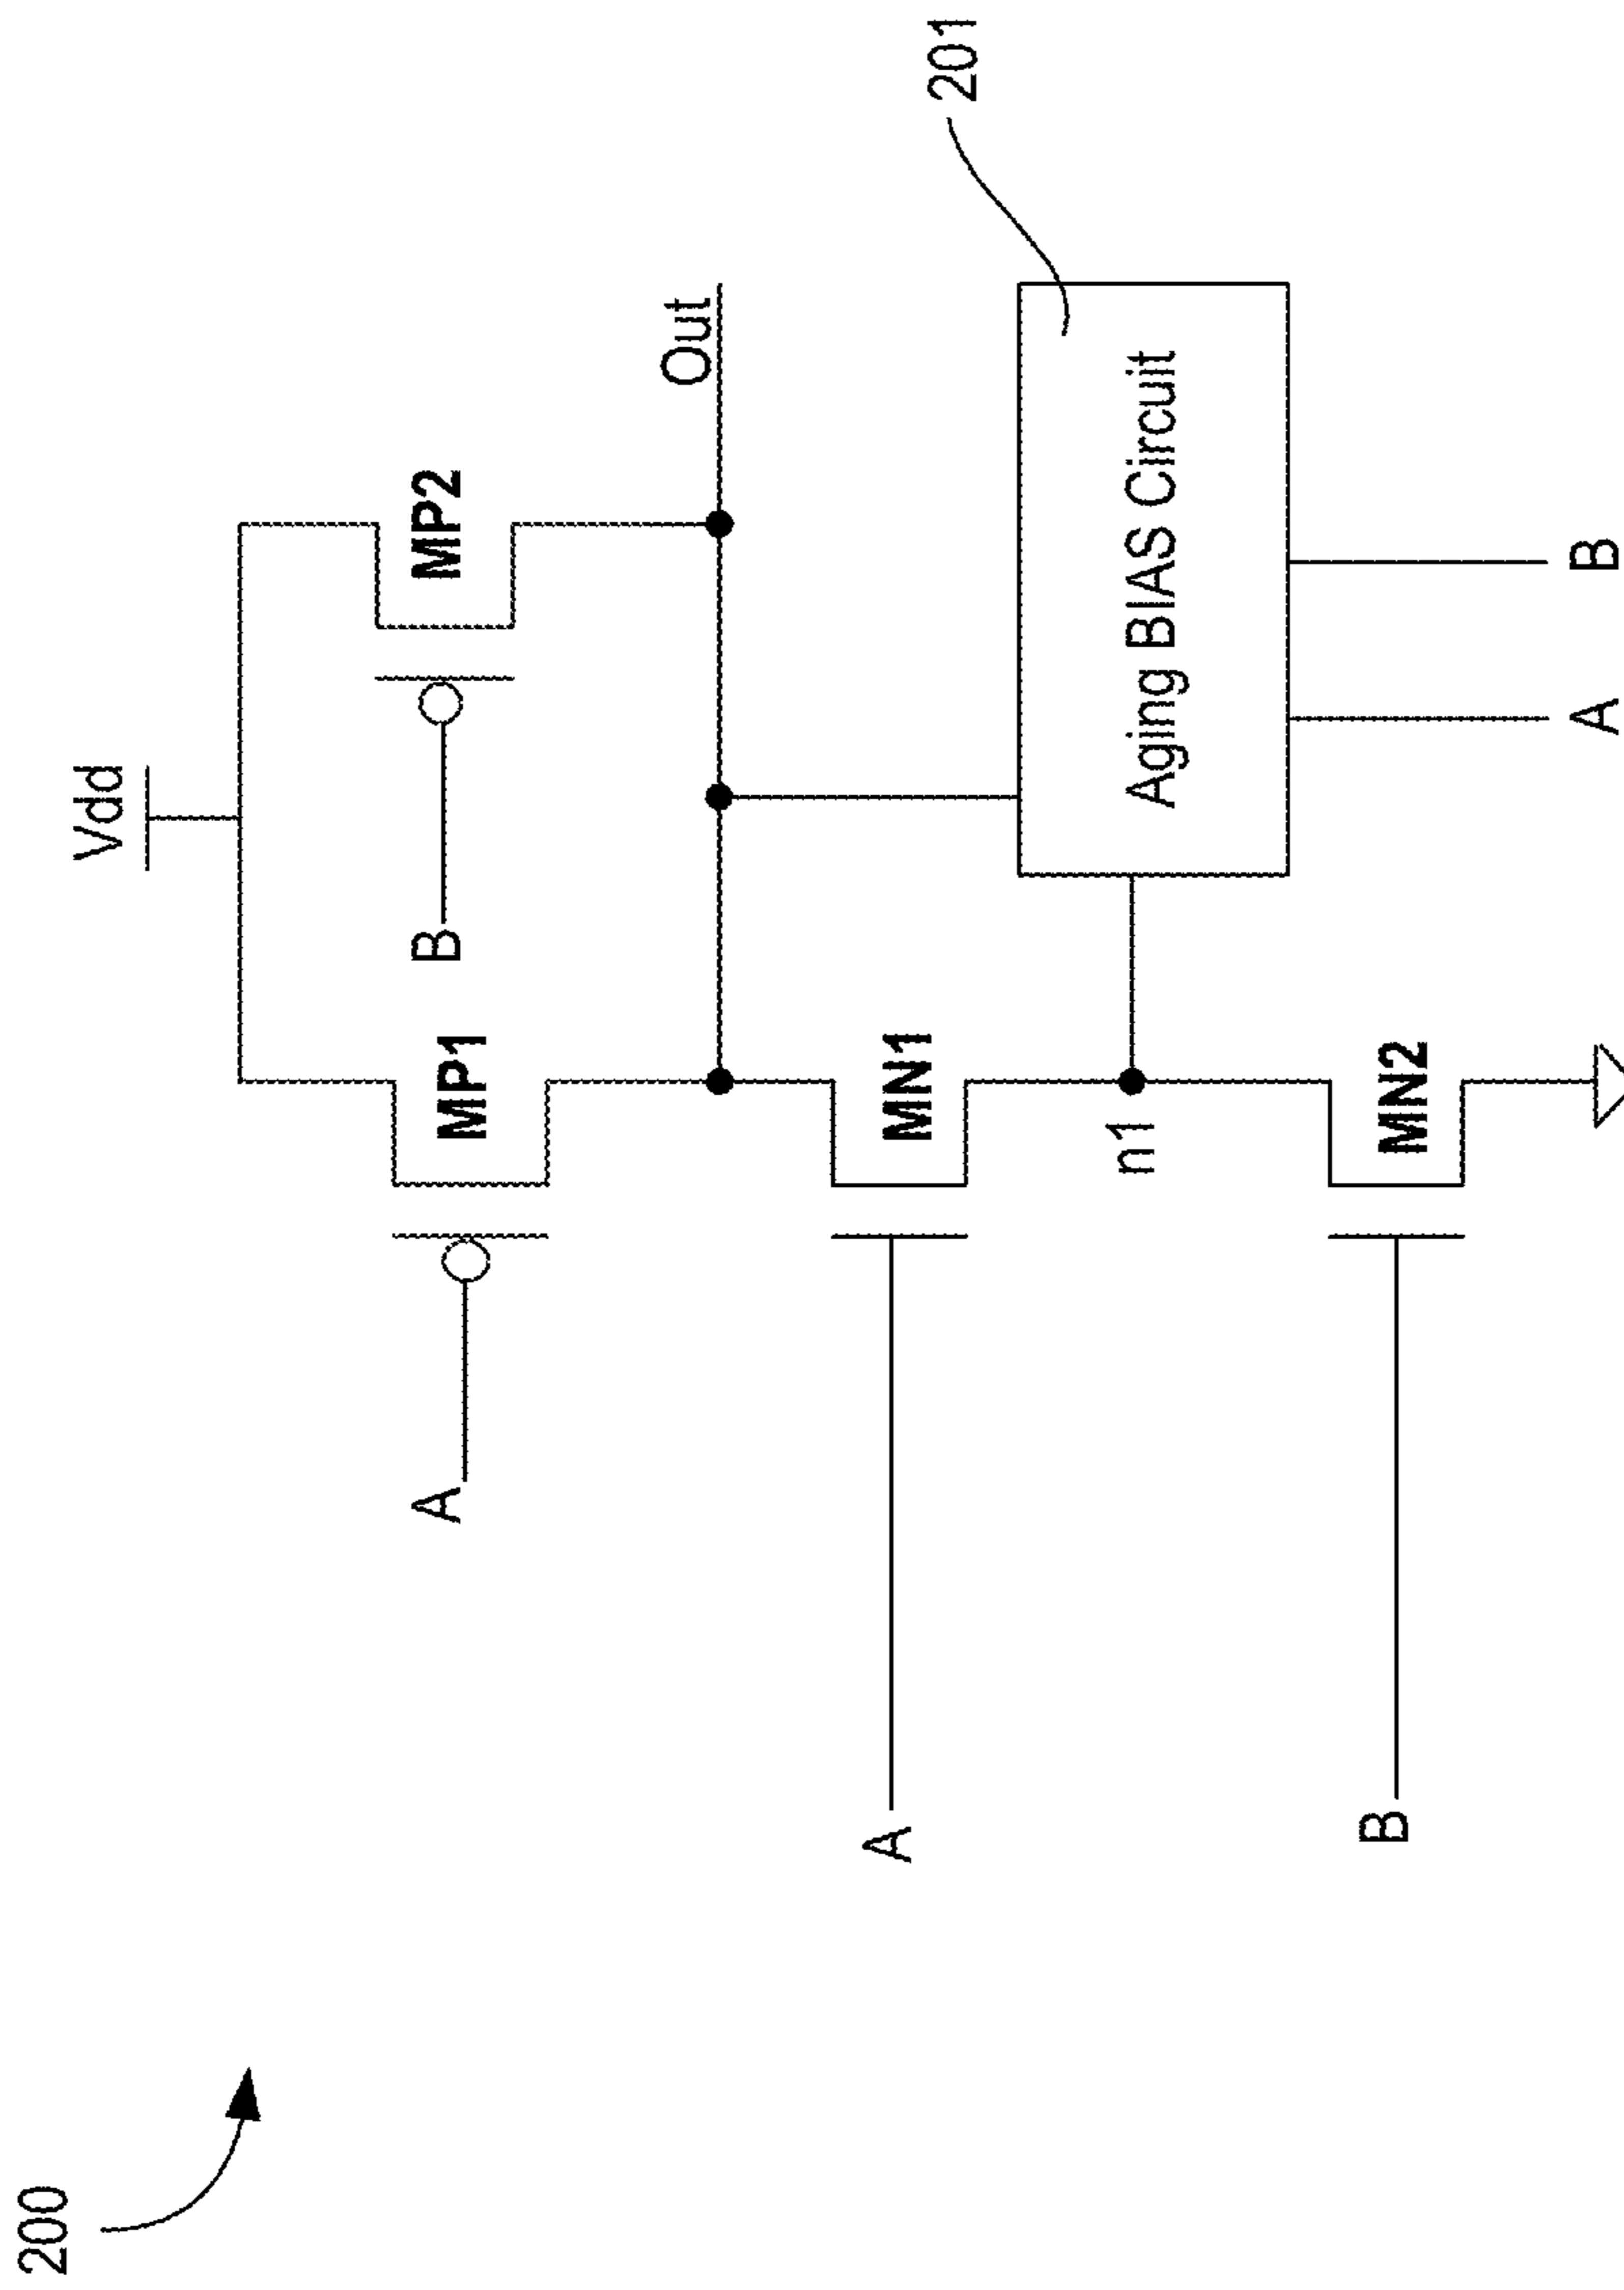 200
Vdd
A
MP1
B
MP2
Out
A
MN1
n1
201
Aging BIAS Circuit
B
MN2
A
B